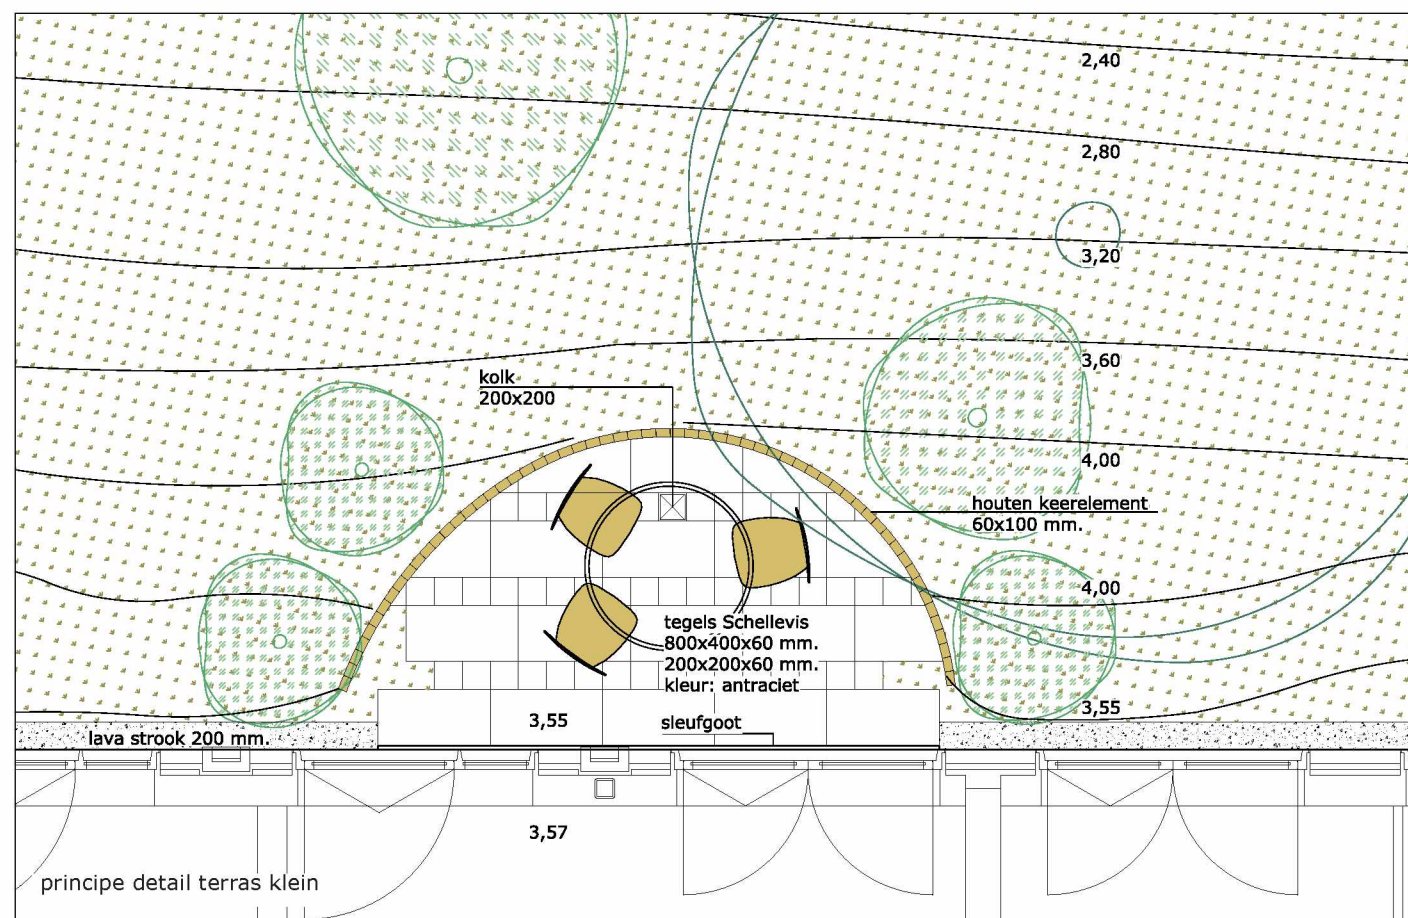 2,40
2,80
3,20
3,60
kolk
200x200
4,00
houten keerelement
60x100 mm.
4,00
tegels Schellevis
800x400x60 mm.
200x200x60 mm.
kleur: antraciet
3,55
3,55
sleufgoot
lava strook 200 mm.
3,57
principe detail terras klein